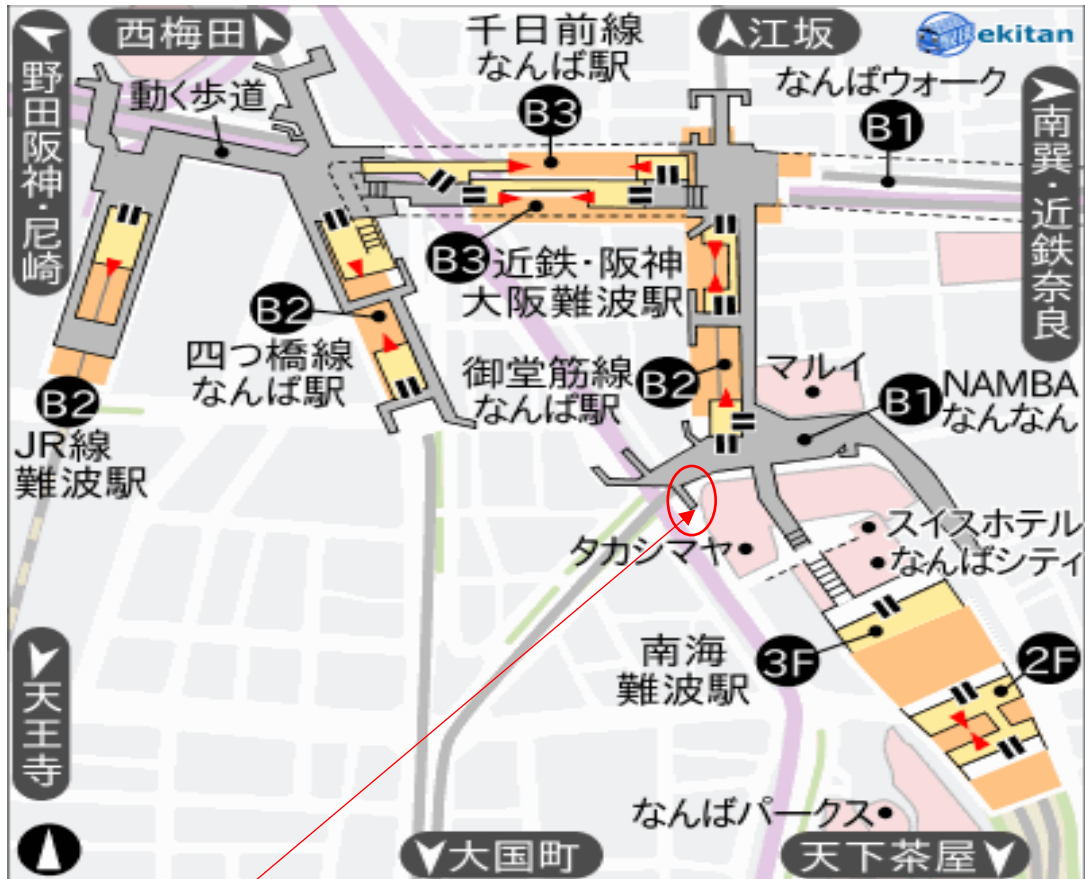 西梅田
千日前線
なんば駅
江坂
ekitan
野田阪神・尼崎
動く歩道
B3
なんばウォーク
B1
南巽・近鉄奈良
B3
近鉄・阪神
大阪難波駅
B2
四つ橋線
なんば駅
御堂筋線
なんば駅
B2
マルイ
B1
NAMBA
なんなん
B2
JR線
難波駅
タカシマヤ
スイスホテル
なんばシティ
南海
難波駅
3F
2F
天王寺
なんばパークス
大国町
天下茶屋